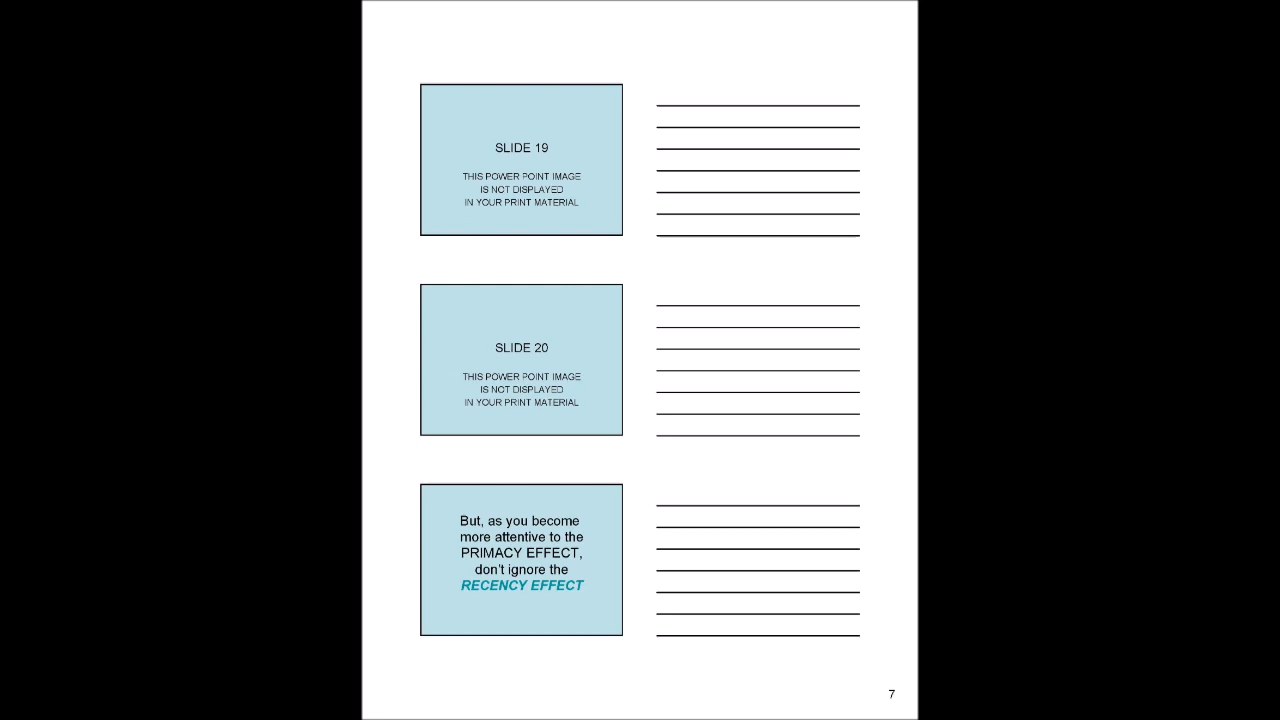 SLIDE 19
THIS POWER POINT IMAGE
IS NOT DISPLAYED
IN YOUR PRINT MATERIAL
SLIDE 20
THIS POWER POINT IMAGE
IS NOT DISPLAYED
IN YOUR PRINT MATERIAL
But, as you become
more attentive to the
PRIMACY EFFECT,
don't ignore the
RECENCY EFFECT
7